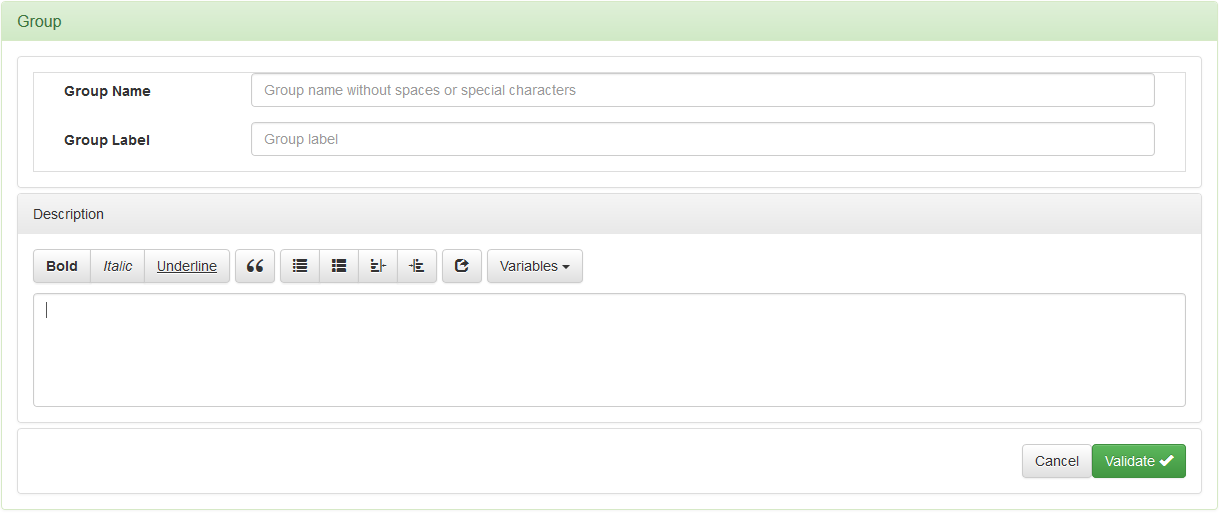 Group
Group Name
Group name without spaces or special characters
Group Label
Group label
Description
Bold Italic Underline Variables
Cancel Validate